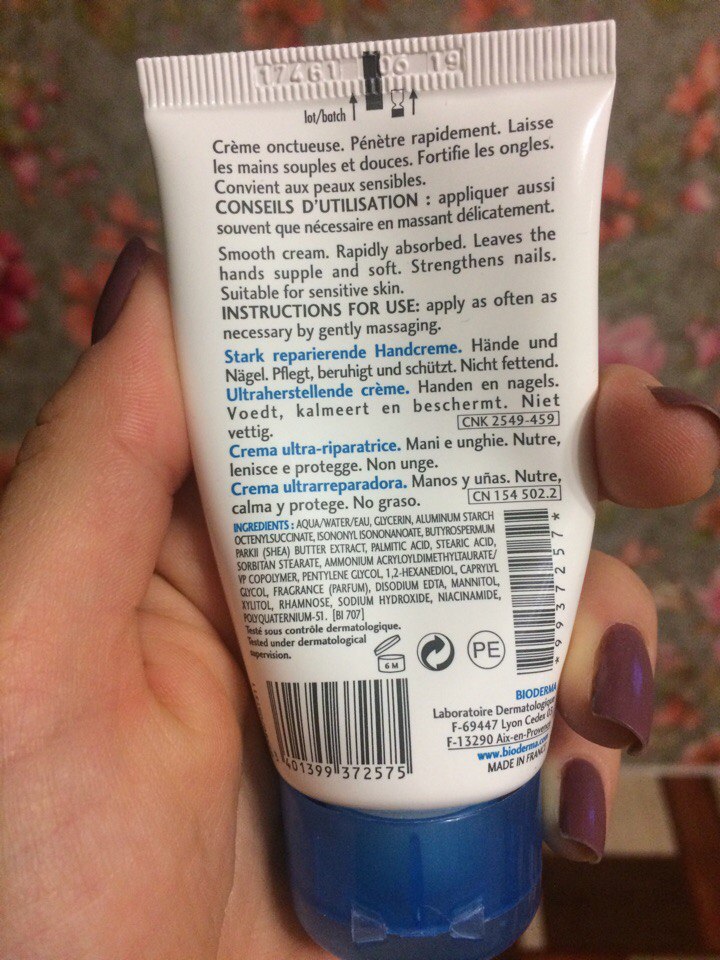 17461 06 19
lot/batch
Crème onctueuse. Pénètre rapidement. Laisse
les mains souples et douces. Fortifie les ongles.
Convient aux peaux sensibles.
CONSEILS D'UTILISATION : appliquer aussi
souvent que nécessaire en massant délicatement.
Smooth cream. Rapidly absorbed. Leaves the
hands supple and soft. Strengthens nails.
Suitable for sensitive skin.
INSTRUCTIONS FOR USE: apply as often as
necessary by gently massaging.
Stark reparierende Handcreme. Hände und
Nägel. Pflegt, beruhigt und schützt. Nicht fettend.
Ultraherstellende crème. Handen en nagels.
Voedt, kalmeert en beschermt. Niet
vettig. CNK 2549-459
Crema ultra-riparatrice. Mani e unghie. Nutre,
lenisce e protegge. Non unge.
Crema ultrarreparadora. Manos y uñas. Nutre,
calma y protege. No graso. CN 154 502.2
INGREDIENTS : AQUA/WATER/EAU, GLYCERIN, ALUMINUM STARCH
OCTENYLSUCCINATE, ISONONYL ISONONANOATE, BUTYROSPERMUM
PARKII (SHEA) BUTTER EXTRACT, PALMITIC ACID, STEARIC ACID,
SORBITAN STEARATE, AMMONIUM ACRYLOYLDIMETHYLTAURATE/
VP COPOLYMER, PENTYLENE GLYCOL, 1,2-HEXANEDIOL, CAPRYLYL
GLYCOL, FRAGRANCE (PARFUM), DISODIUM EDTA, MANNITOL,
XYLITOL, RHAMNOSE, SODIUM HYDROXIDE, NIACINAMIDE,
POLYQUATERNIUM-51. [BI 707]
Testé sous contrôle dermatologique.
Tested under dermatological
supervision.
6 M
PE
*9937257*
3 401399 372575
BIODERMA
Laboratoire Dermatologique
F-69447 Lyon Cedex 03
F-13290 Aix-en-Provence
www.bioderma.com
MADE IN FRANCE